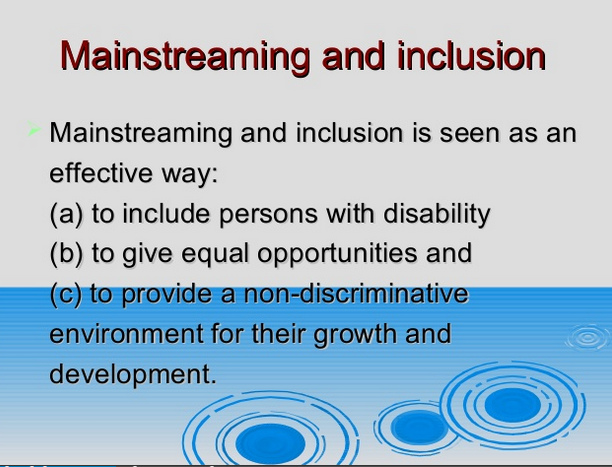 Mainstreaming and inclusion
Mainstreaming and inclusion is seen as an
effective way:
(a) to include persons with disability
(b) to give equal opportunities and
(c) to provide a non-discriminative
environment for their growth and
development.